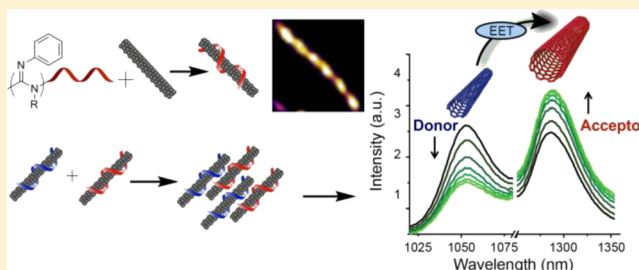 N
N
R
+
+
EET
Donor
Acceptor
Intensity (a.u.)
4
3
2
1
1025 1050 1075 1300 1350
Wavelength (nm)